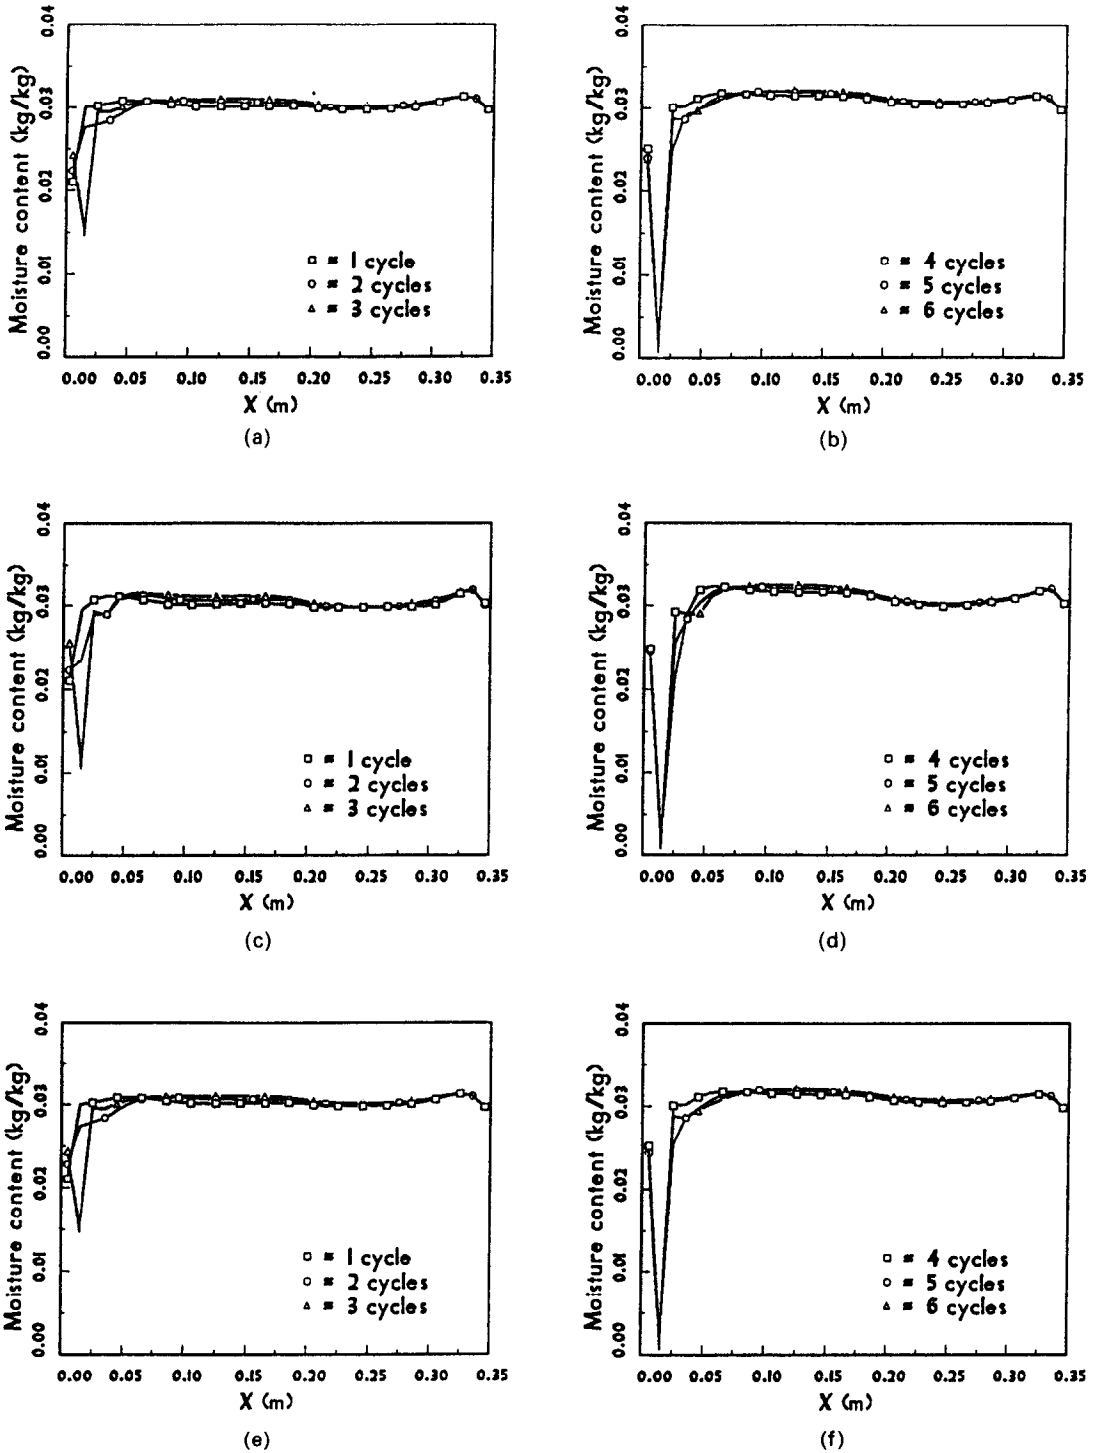 Moisture content (kg/kg)
0.04
0.03
0.02
0.01
0.00
□ = 1 cycle
○ = 2 cycles
△ = 3 cycles
0.00 0.05 0.10 0.15 0.20 0.25 0.30 0.35
X (m)
(a)
Moisture content (kg/kg)
0.04
0.03
0.02
0.01
0.00
□ = 4 cycles
○ = 5 cycles
△ = 6 cycles
0.00 0.05 0.10 0.15 0.20 0.25 0.30 0.35
X (m)
(b)
Moisture content (kg/kg)
0.04
0.03
0.02
0.01
0.00
□ = 1 cycle
○ = 2 cycles
△ = 3 cycles
0.00 0.05 0.10 0.15 0.20 0.25 0.30 0.35
X (m)
(c)
Moisture content (kg/kg)
0.04
0.03
0.02
0.01
0.00
□ = 4 cycles
○ = 5 cycles
△ = 6 cycles
0.00 0.05 0.10 0.15 0.20 0.25 0.30 0.35
X (m)
(d)
Moisture content (kg/kg)
0.04
0.03
0.02
0.01
0.00
□ = 1 cycle
○ = 2 cycles
△ = 3 cycles
0.00 0.05 0.10 0.15 0.20 0.25 0.30 0.35
X (m)
(e)
Moisture content (kg/kg)
0.04
0.03
0.02
0.01
0.00
□ = 4 cycles
○ = 5 cycles
△ = 6 cycles
0.00 0.05 0.10 0.15 0.20 0.25 0.30 0.35
X (m)
(f)